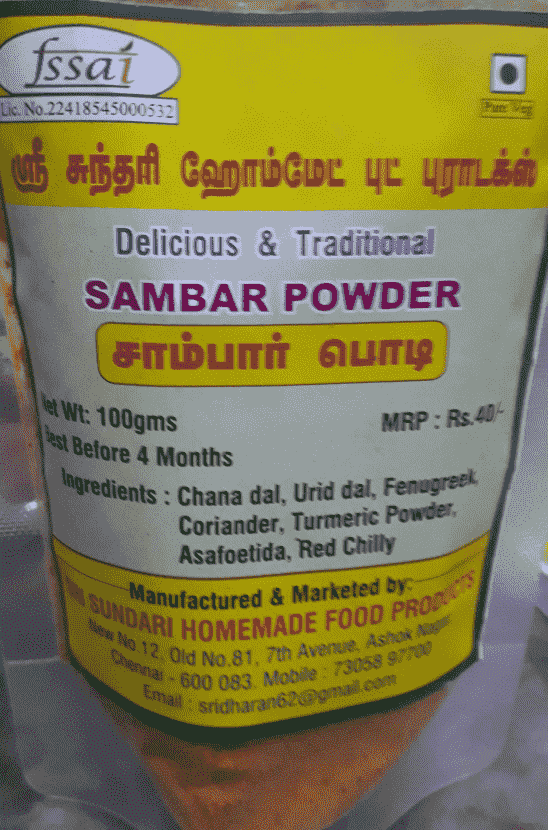 fssai
Lic. No.22418545000532
Pure Veg
ஸ்ரீ சுந்தரி ஹோம்மேட் புட் புராடக்ஸ்
Delicious & Traditional
SAMBAR POWDER
சாம்பார் பொடி
Net Wt: 100gms
MRP : Rs.40/-
Best Before 4 Months
Ingredients : Chana dal, Urid dal, Fenugreek,
Coriander, Turmeric Powder,
Asafoetida, Red Chilly
Manufactured & Marketed by:
SRI SUNDARI HOMEMADE FOOD PRODUCTS
New No.12, Old No.81, 7th Avenue, Ashok Nagar,
Chennai - 600 083. Mobile : 73058 97700
Email : sridharan62@gmail.com